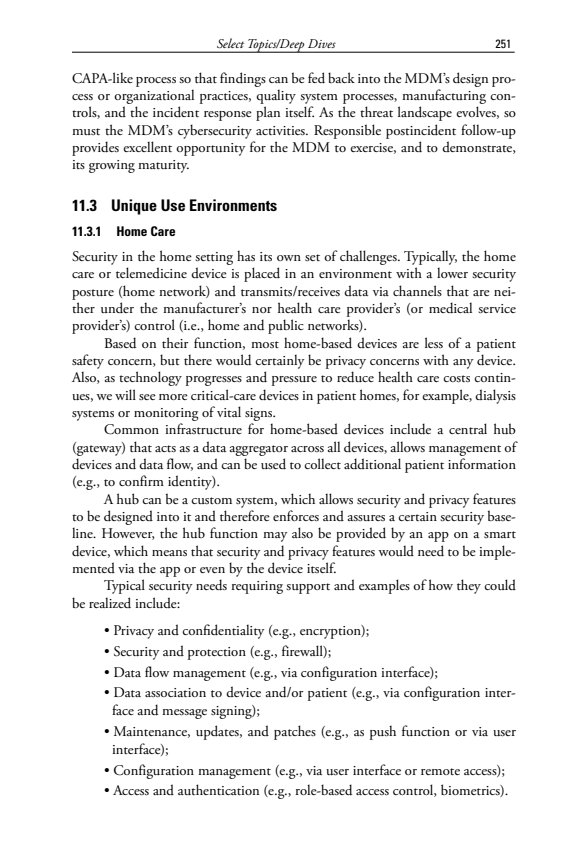 Select Topics/Deep Dives 251
CAPA-like process so that findings can be fed back into the MDM's design pro-
cess or organizational practices, quality system processes, manufacturing con-
trols, and the incident response plan itself. As the threat landscape evolves, so
must the MDM's cybersecurity activities. Responsible postincident follow-up
provides excellent opportunity for the MDM to exercise, and to demonstrate,
its growing maturity.
11.3 Unique Use Environments
11.3.1 Home Care
Security in the home setting has its own set of challenges. Typically, the home
care or telemedicine device is placed in an environment with a lower security
posture (home network) and transmits/receives data via channels that are nei-
ther under the manufacturer's nor health care provider's (or medical service
provider's) control (i.e., home and public networks).
Based on their function, most home-based devices are less of a patient
safety concern, but there would certainly be privacy concerns with any device.
Also, as technology progresses and pressure to reduce health care costs contin-
ues, we will see more critical-care devices in patient homes, for example, dialysis
systems or monitoring of vital signs.
Common infrastructure for home-based devices include a central hub
(gateway) that acts as a data aggregator across all devices, allows management of
devices and data flow, and can be used to collect additional patient information
(e.g., to confirm identity).
A hub can be a custom system, which allows security and privacy features
to be designed into it and therefore enforces and assures a certain security base-
line. However, the hub function may also be provided by an app on a smart
device, which means that security and privacy features would need to be imple-
mented via the app or even by the device itself.
Typical security needs requiring support and examples of how they could
be realized include:
• Privacy and confidentiality (e.g., encryption);
• Security and protection (e.g., firewall);
• Data flow management (e.g., via configuration interface);
• Data association to device and/or patient (e.g., via configuration inter-
face and message signing);
• Maintenance, updates, and patches (e.g., as push function or via user
interface);
• Configuration management (e.g., via user interface or remote access);
• Access and authentication (e.g., role-based access control, biometrics).